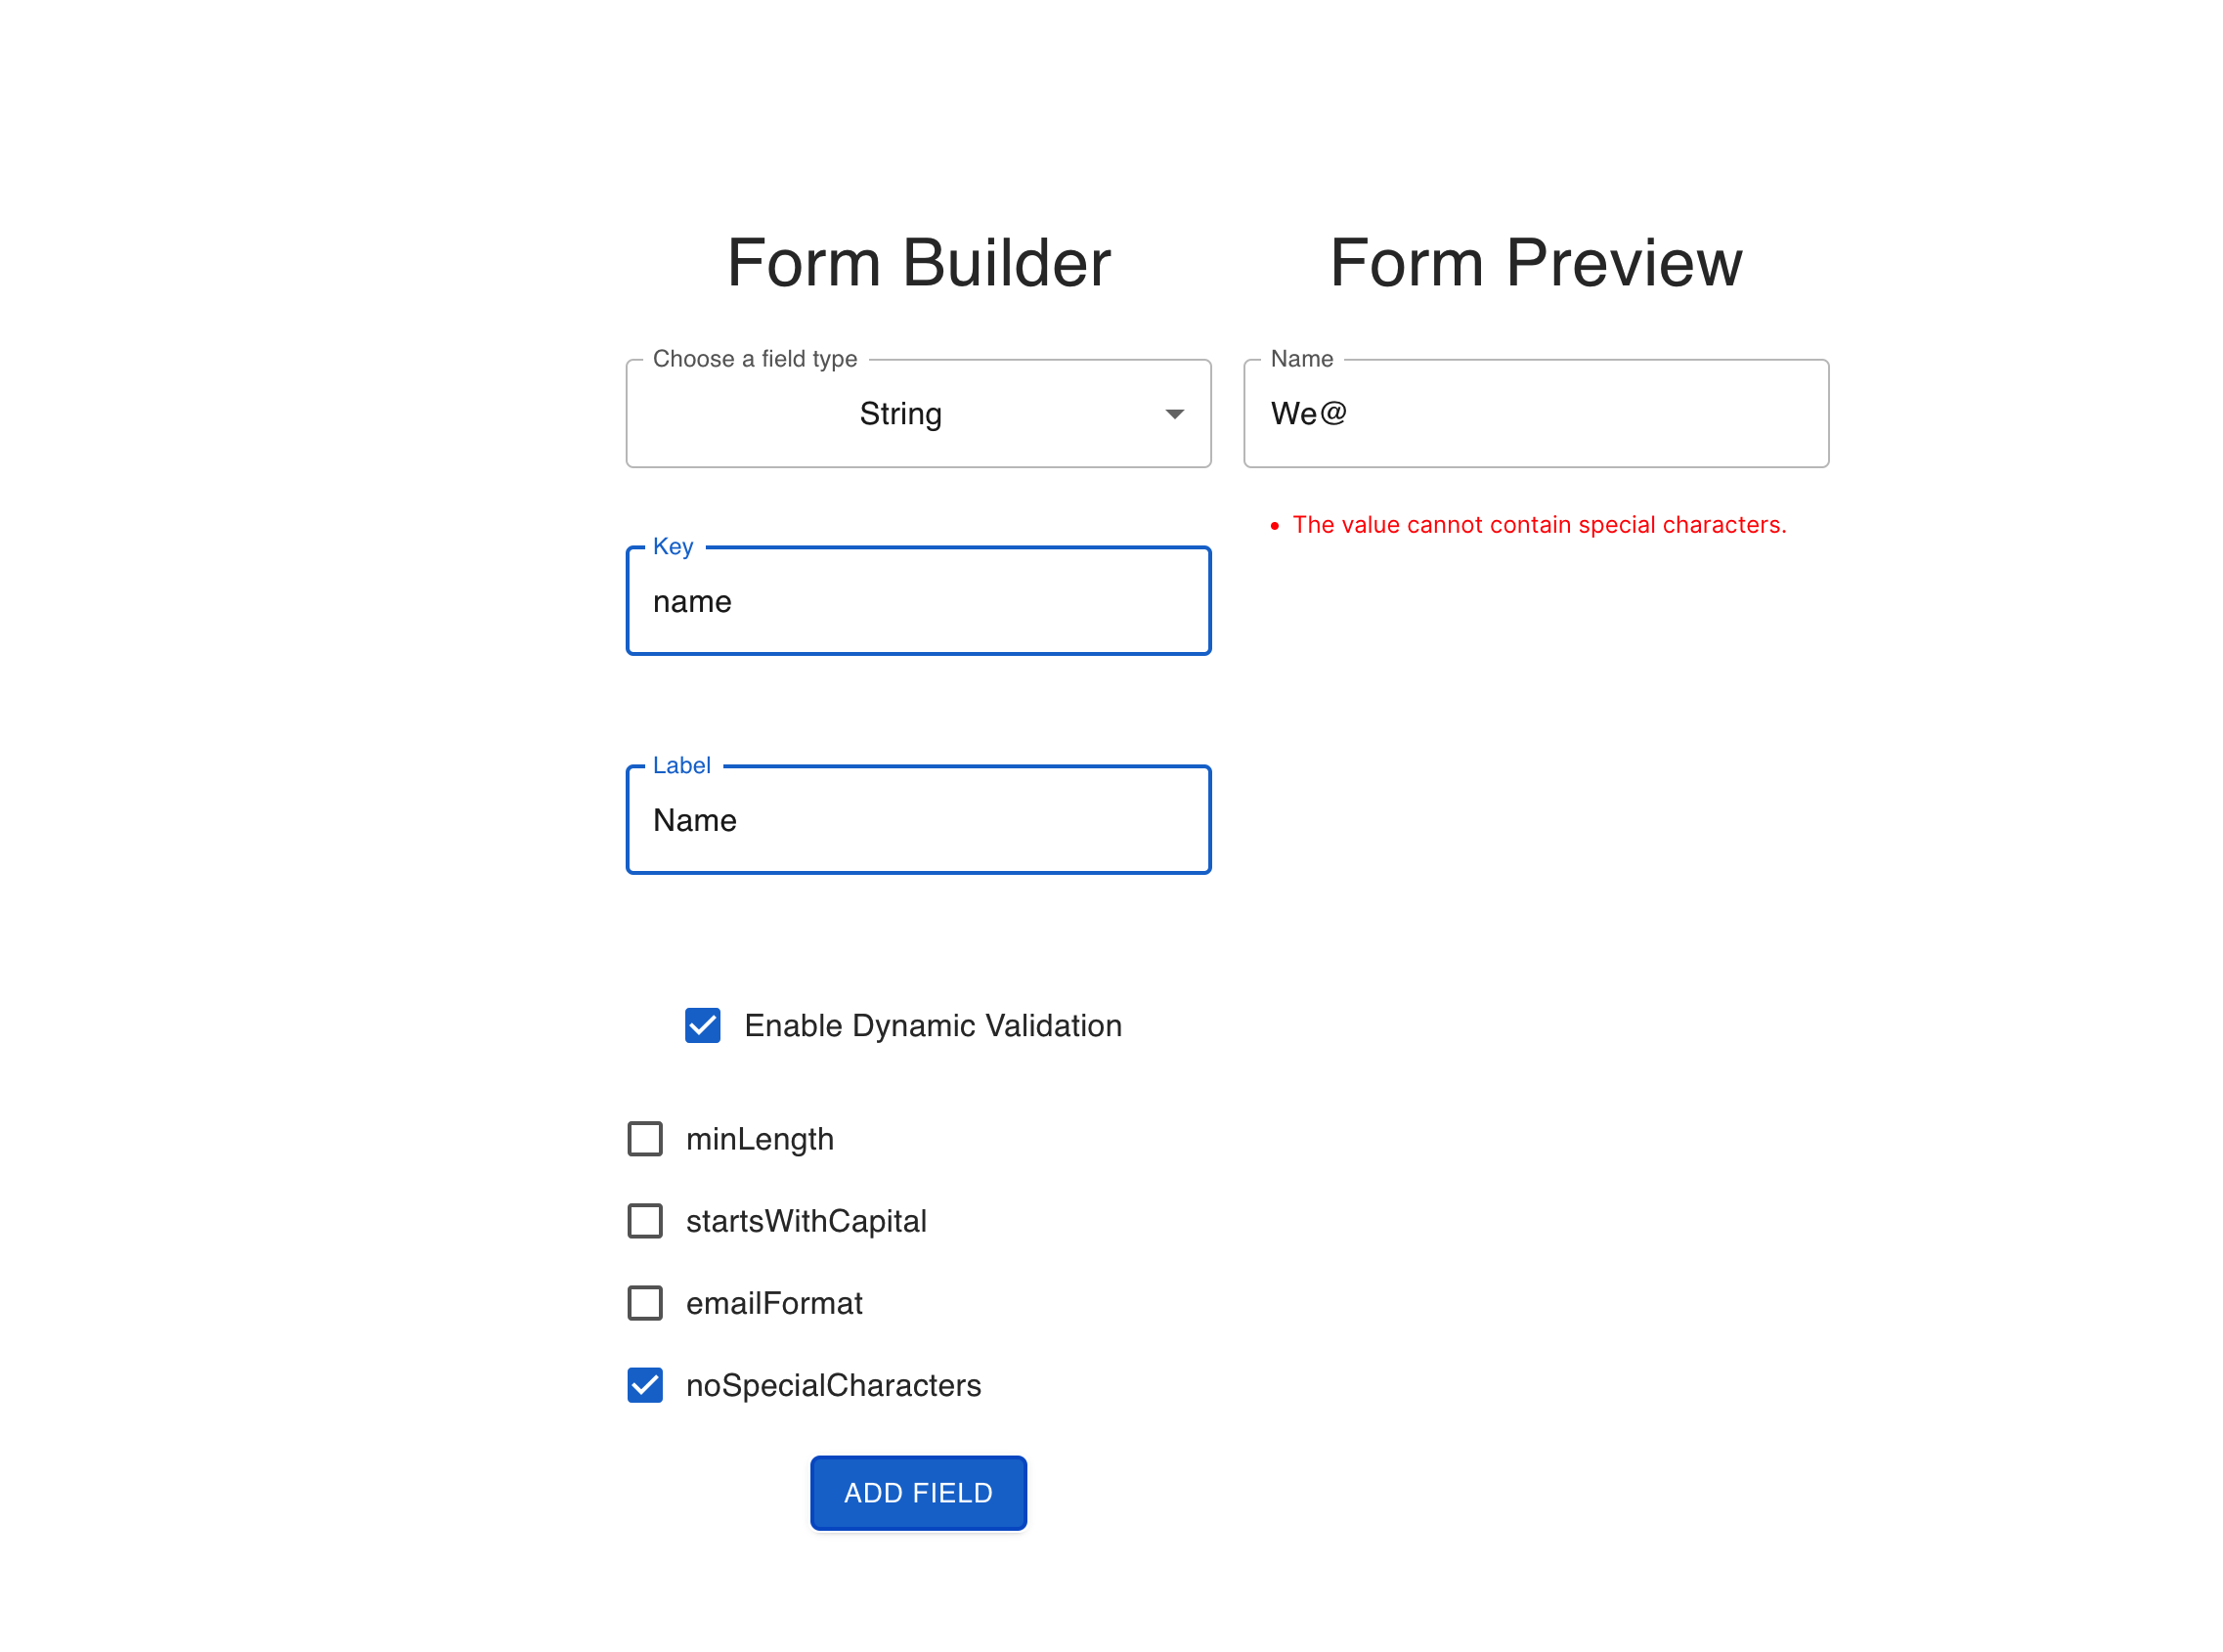 Form Builder
Choose a field type
String
Key
name
Label
Name
Enable Dynamic Validation
minLength
startsWithCapital
emailFormat
noSpecialCharacters
ADD FIELD
Form Preview
Name
We@
The value cannot contain special characters.